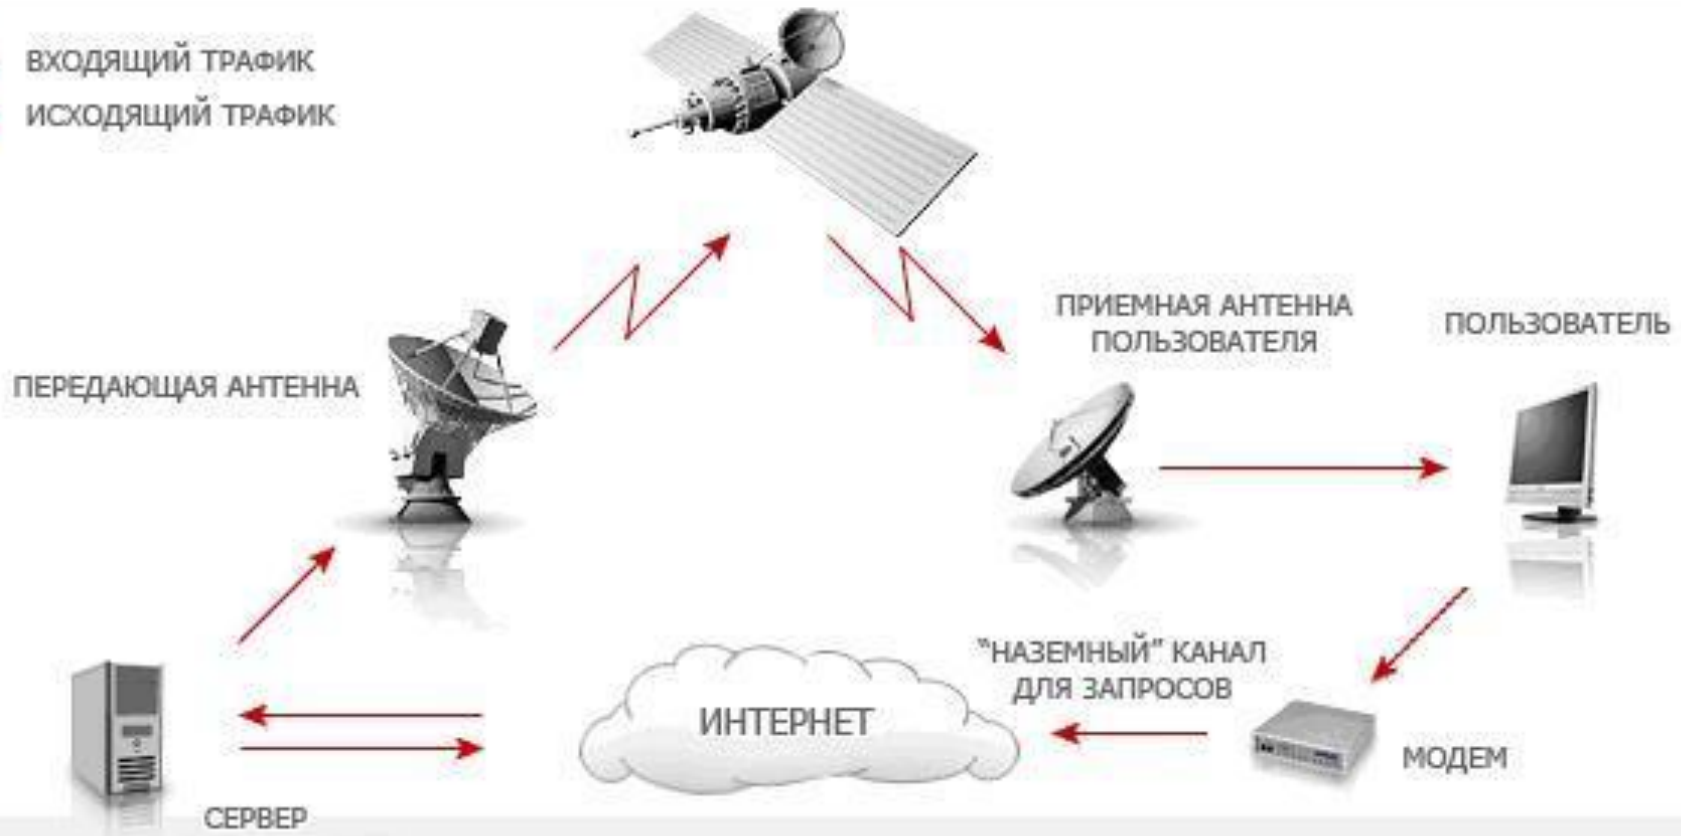 ВХОДЯЩИЙ ТРАФИК
ИСХОДЯЩИЙ ТРАФИК
ПРИЕМНАЯ АНТЕННА
ПОЛЬЗОВАТЕЛЯ
ПОЛЬЗОВАТЕЛЬ
ПЕРЕДАЮЩАЯ АНТЕННА
"НАЗЕМНЫЙ" КАНАЛ
ДЛЯ ЗАПРОСОВ
ИНТЕРНЕТ
МОДЕМ
СЕРВЕР